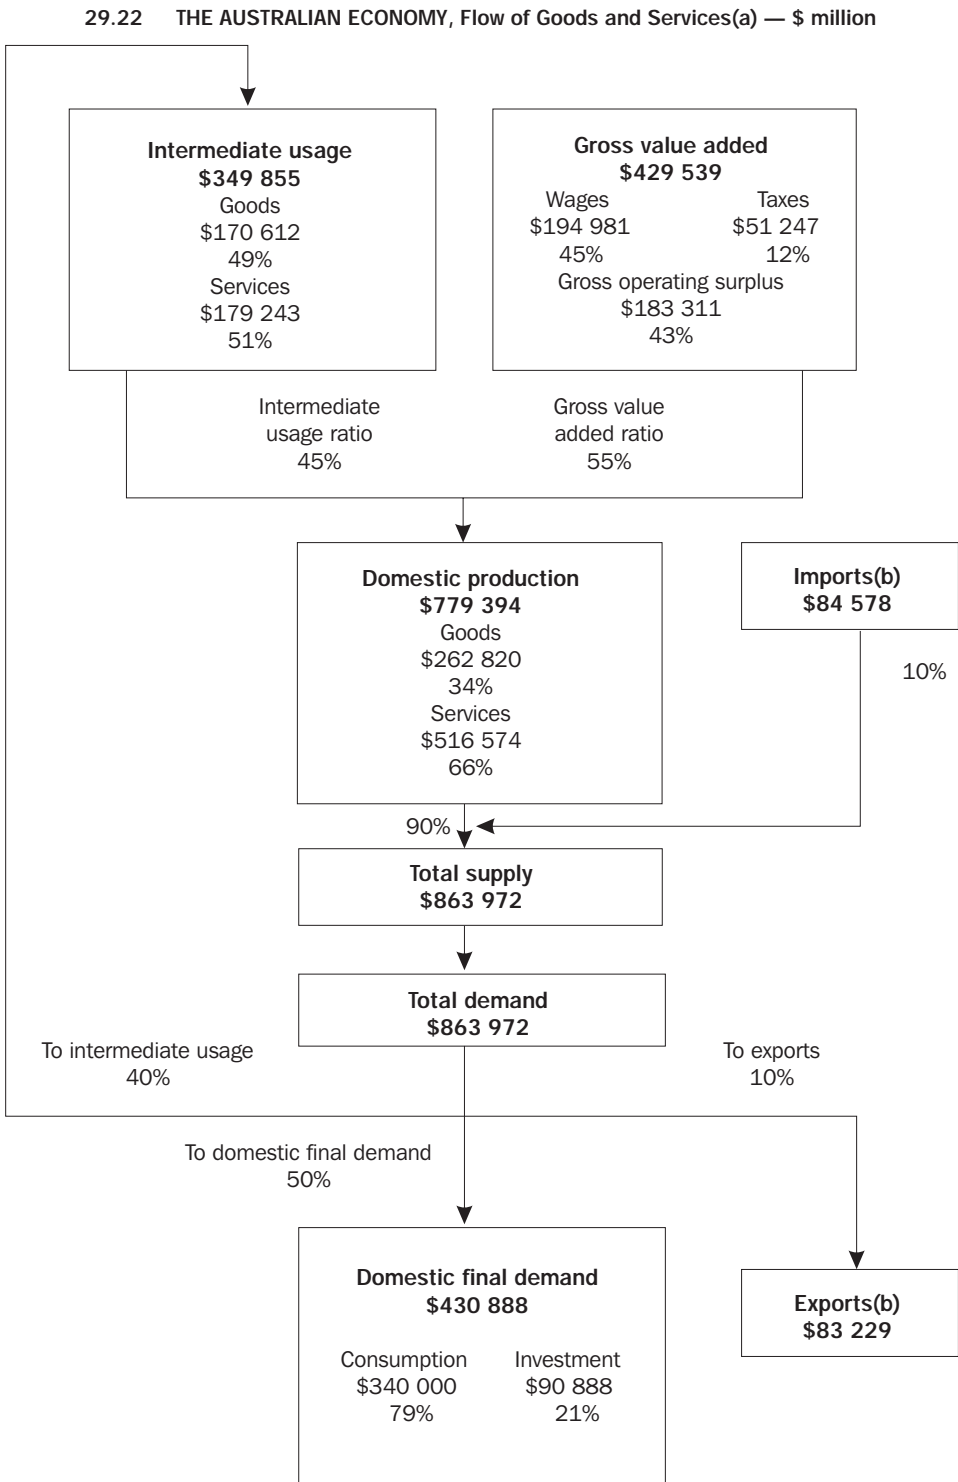 29.22 THE AUSTRALIAN ECONOMY, Flow of Goods and Services(a) — $ million
Intermediate usage
$349 855
Goods
$170 612
49%
Services
$179 243
51%
Gross value added
$429 539
Wages Taxes
$194 981 $51 247
45% 12%
Gross operating surplus
$183 311
43%
Intermediate
usage ratio
45%
Gross value
added ratio
55%
Domestic production
$779 394
Goods
$262 820
34%
Services
$516 574
66%
Imports(b)
$84 578
10%
90%
Total supply
$863 972
Total demand
$863 972
To intermediate usage
40%
To exports
10%
To domestic final demand
50%
Domestic final demand
$430 888
Consumption Investment
$340 000 $90 888
79% 21%
Exports(b)
$83 229